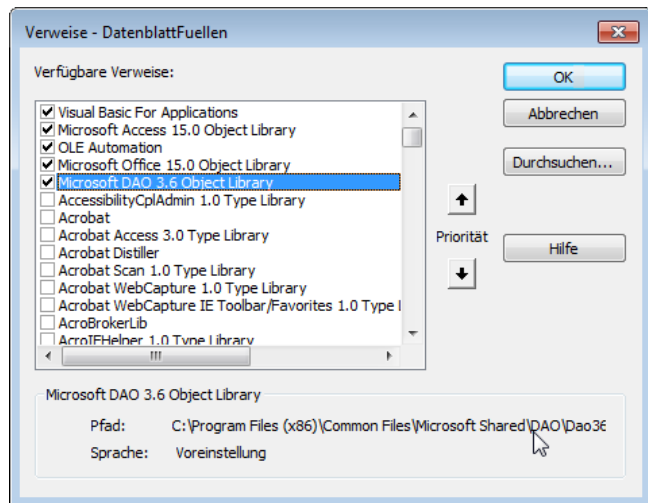 Verweise - DatenblattFuellen
Verfügbare Verweise:
OK
Abbrechen
Durchsuchen...
Visual Basic For Applications
Microsoft Access 15.0 Object Library
OLE Automation
Microsoft Office 15.0 Object Library
Microsoft DAO 3.6 Object Library
AccessibilityCplAdmin 1.0 Type Library
Acrobat
Acrobat Access 3.0 Type Library
Acrobat Distiller
Acrobat Scan 1.0 Type Library
Acrobat WebCapture 1.0 Type Library
Acrobat WebCapture IE Toolbar/Favorites 1.0 Type l
AcroBrokerLib
AcroIEHelper 1.0 Type Library
Priorität
Hilfe
Microsoft DAO 3.6 Object Library
Pfad: C:\Program Files (x86)\Common Files\Microsoft Shared\DAO\Dao36
Sprache: Voreinstellung